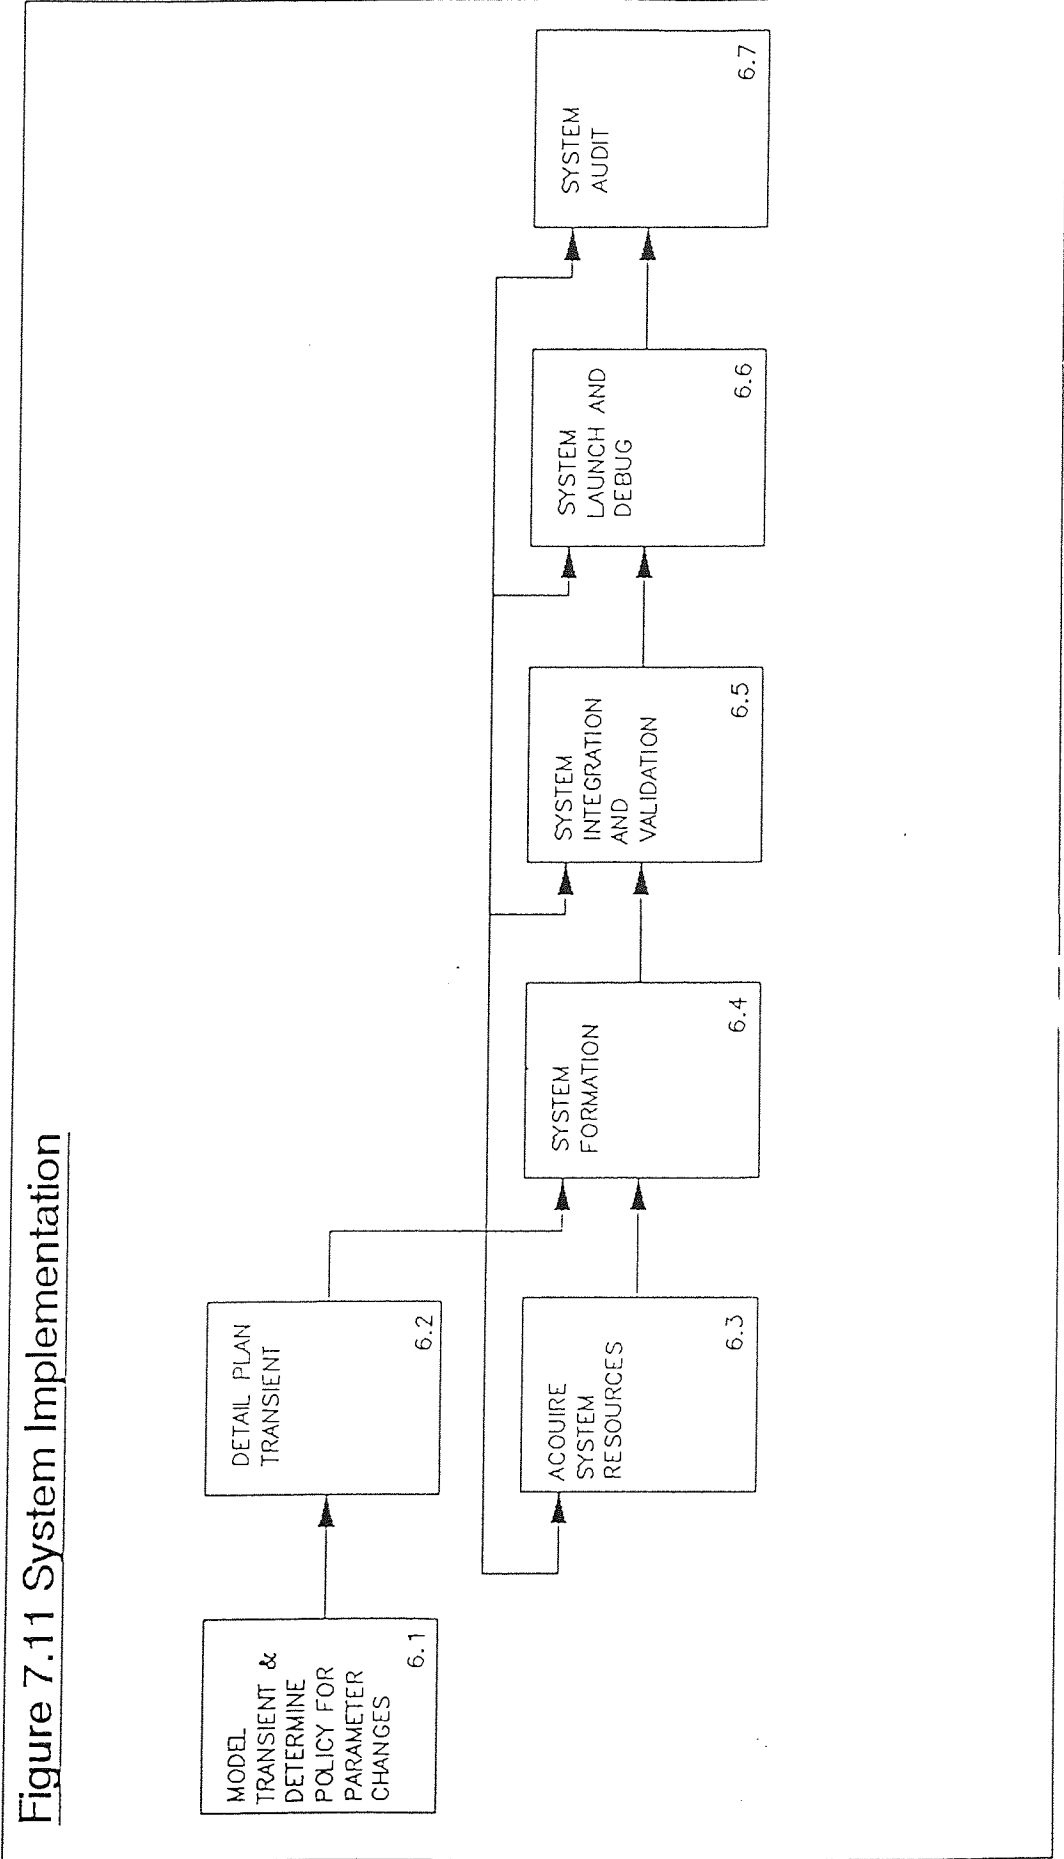 Figure 7.11 System Implementation
MODEL
TRANSIENT &
DETERMINE
POLICY FOR
PARAMETER
CHANGES
6.1
DETAIL PLAN
TRANSIENT
6.2
ACQUIRE
SYSTEM
RESOURCES
6.3
SYSTEM
FORMATION
6.4
SYSTEM
INTEGRATION
AND
VALIDATION
6.5
SYSTEM
LAUNCH AND
DEBUG
6.6
SYSTEM
AUDIT
6.7